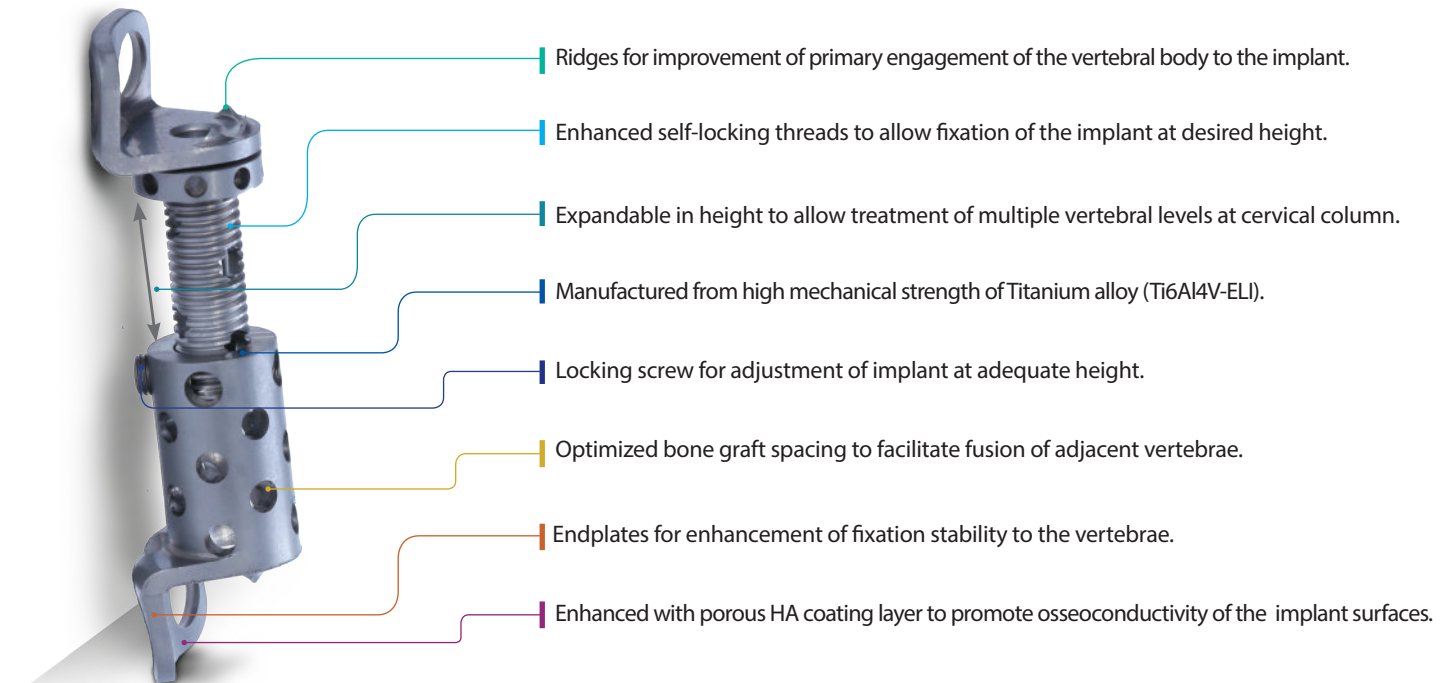 Ridges for improvement of primary engagement of the vertebral body to the implant.
Enhanced self-locking threads to allow fixation of the implant at desired height.
Expandable in height to allow treatment of multiple vertebral levels at cervical column.
Manufactured from high mechanical strength of Titanium alloy (Ti6Al4V-ELI).
Locking screw for adjustment of implant at adequate height.
Optimized bone graft spacing to facilitate fusion of adjacent vertebrae.
Endplates for enhancement of fixation stability to the vertebrae.
Enhanced with porous HA coating layer to promote osseoconductivity of the implant surfaces.